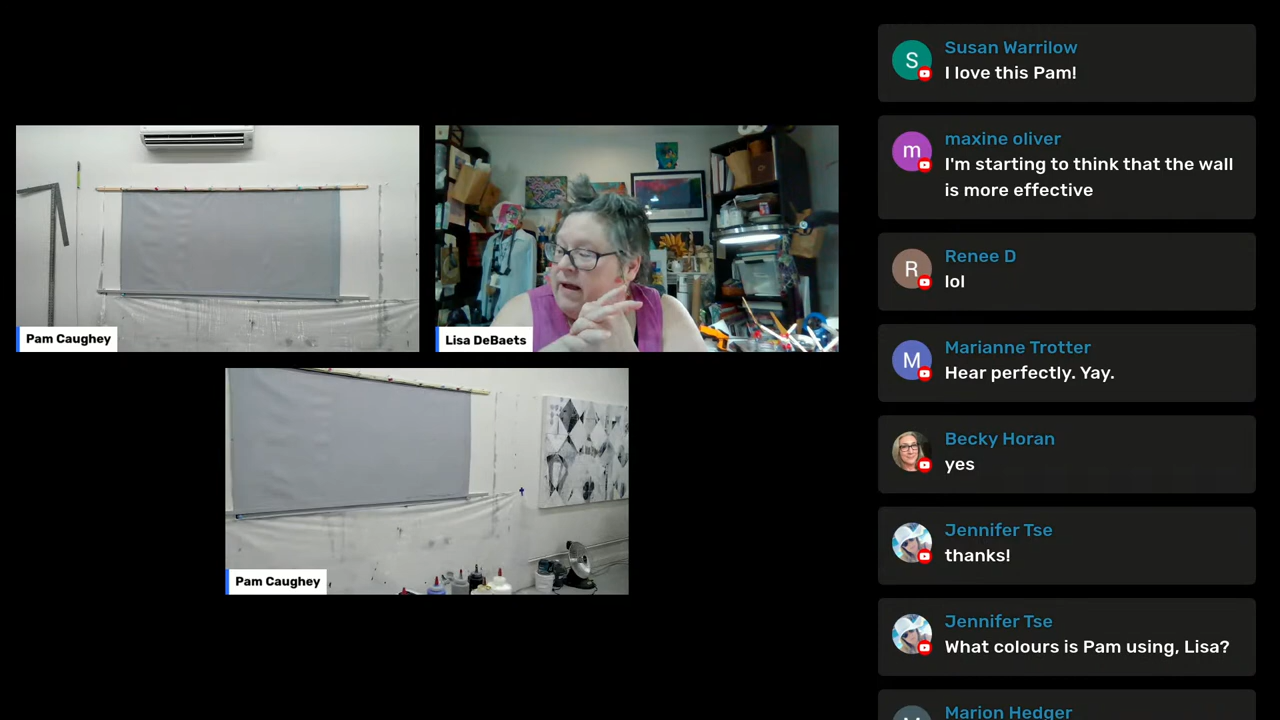 Susan Warrilow
S
I love this Pam!
maxine oliver
m
I'm starting to think that the wall
is more effective
Renee D
R
lol
Marianne Trotter
M
Hear perfectly. Yay.
Becky Horan
yes
Jennifer Tse
thanks!
Jennifer Tse
What colours is Pam using, Lisa?
Marion Hedger
Pam Caughey
Lisa DeBaets
Pam Caughey